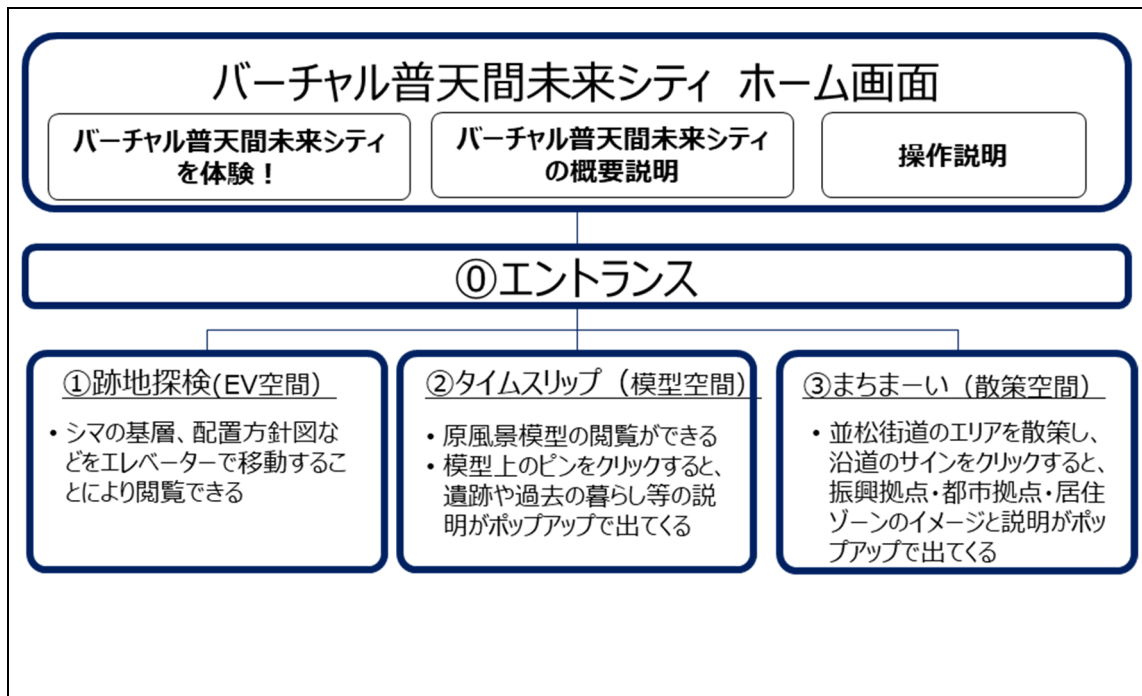 バーチャル普天間未来シティ ホーム画面
バーチャル普天間未来シティ
を体験！
バーチャル普天間未来シティ
の概要説明
操作説明
⓪エントランス
①跡地探検(EV空間）
• シマの基層、配置方針図な
どをエレベーターで移動するこ
とにより閲覧できる
②タイムスリップ（模型空間）
• 原風景模型の閲覧ができる
• 模型上のピンをクリックすると、
遺跡や過去の暮らし等の説
明がポップアップで出てくる
③まちまーい（散策空間）
• 並松街道のエリアを散策し、
沿道のサインをクリックすると、
振興拠点・都市拠点・居住
ゾーンのイメージと説明がポッ
プアップで出てくる